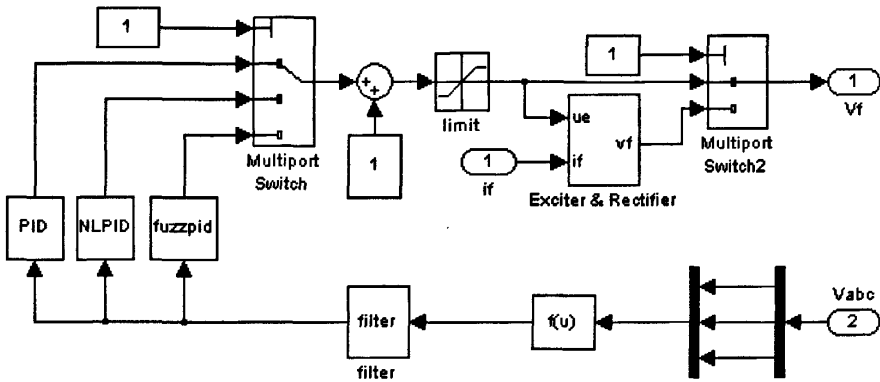 1
1
1
limit
ue
if
vf
1
Vf
Multiport
Switch
1
1
if
Exciter & Rectifier
Multiport
Switch2
PID
NLPID
fuzzpid
filter
filter
f(u)
Vabc
2